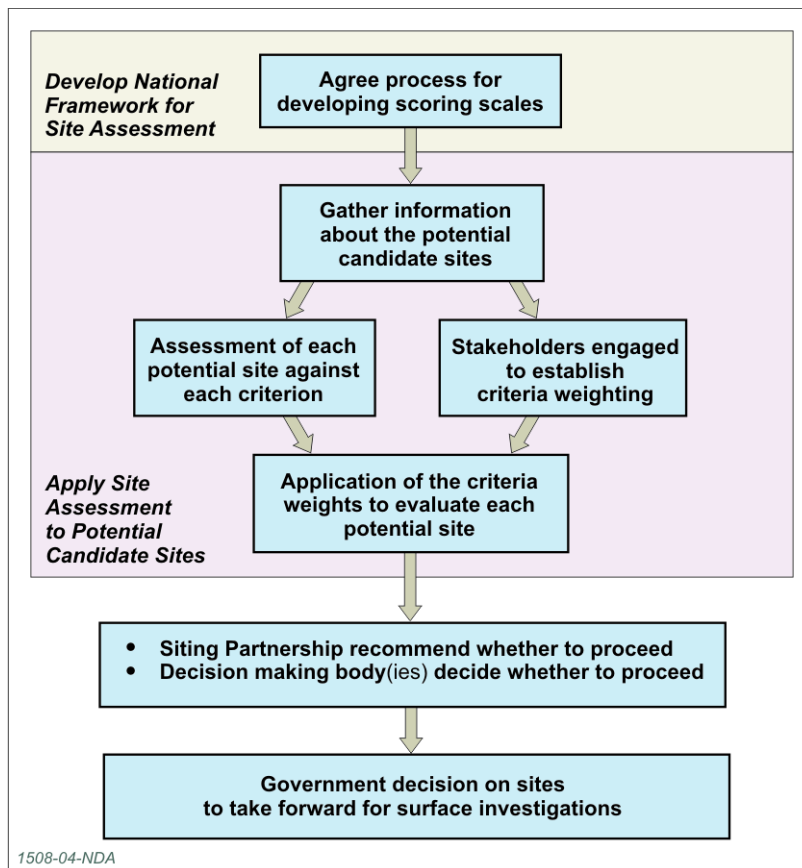 Develop National
Framework for
Site Assessment
Agree process for
developing scoring scales
Gather information
about the potential
candidate sites
Assessment of each
potential site against
each criterion
Stakeholders engaged
to establish
criteria weighting
Apply Site
Assessment
to Potential
Candidate Sites
Application of the criteria
weights to evaluate each
potential site
• Siting Partnership recommend whether to proceed
• Decision making body(ies) decide whether to proceed
Government decision on sites
to take forward for surface investigations
1508-04-NDA